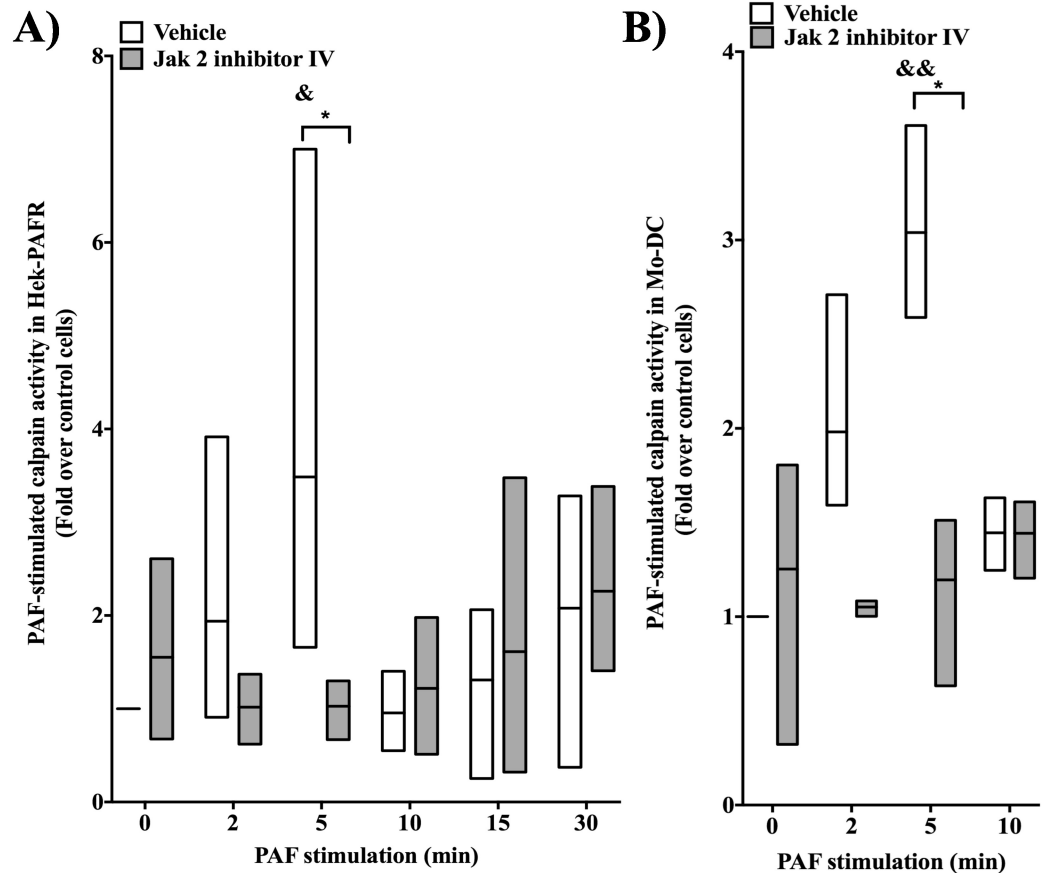 A)
Vehicle
Jak 2 inhibitor IV
PAF-stimulated calpain activity in Hek-PAFR
(Fold over control cells)
8
6
4
2
0
&
*
0 2 5 10 15 30
PAF stimulation (min)
B)
Vehicle
Jak 2 inhibitor IV
PAF-stimulated calpain activity in Mo-DC
(Fold over control cells)
4
3
2
1
0
&&
*
0 2 5 10
PAF stimulation (min)